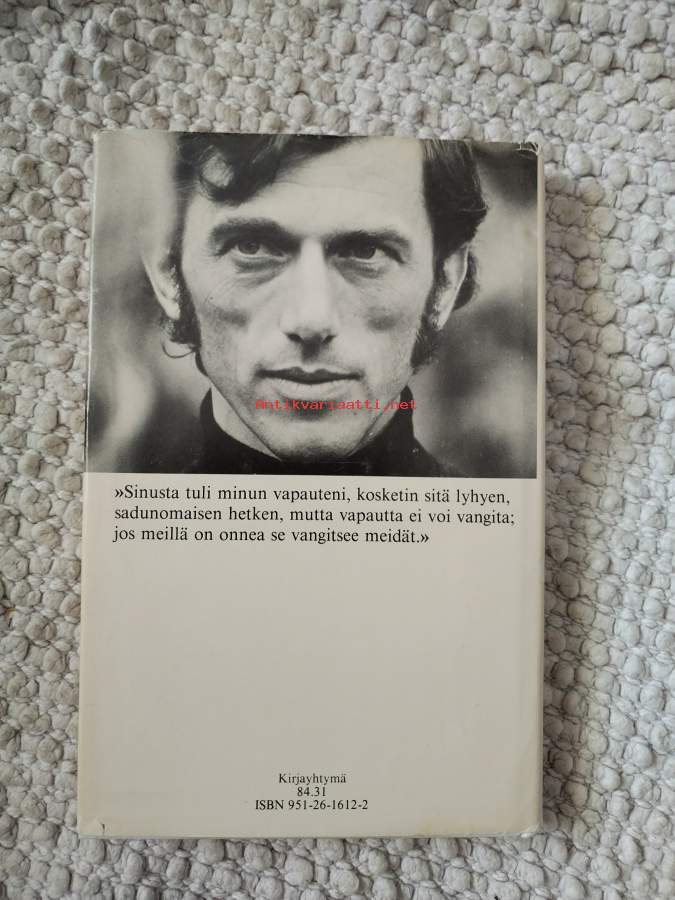 Antikvariaatti.net
»Sinusta tuli minun vapauteni, kosketin sitä lyhyen,
sadunomaisen hetken, mutta vapautta ei voi vangita;
jos meillä on onnea se vangitsee meidät.»
Kirjayhtymä
84.31
ISBN 951-26-1612-2